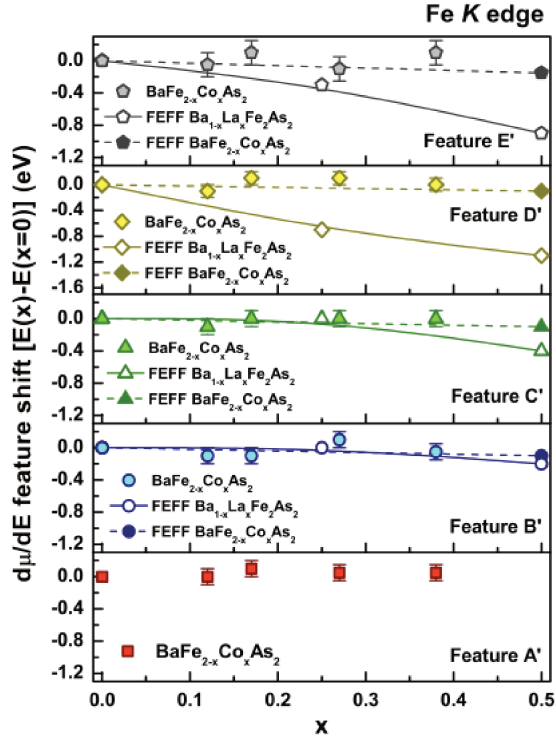 Fe K edge
dμ/dE feature shift [E(x)-E(x=0)] (eV)
0.0
-0.4
-0.8
-1.2
BaFe₂₋ₓCoₓAs₂
FEFF Ba₁₋ₓLaₓFe₂As₂
FEFF BaFe₂₋ₓCoₓAs₂
Feature E'
0.0
-0.4
-0.8
-1.2
-1.6
BaFe₂₋ₓCoₓAs₂
FEFF Ba₁₋ₓLaₓFe₂As₂
FEFF BaFe₂₋ₓCoₓAs₂
Feature D'
0.0
-0.4
-0.8
-1.2
BaFe₂₋ₓCoₓAs₂
FEFF Ba₁₋ₓLaₓFe₂As₂
FEFF BaFe₂₋ₓCoₓAs₂
Feature C'
0.0
-0.4
-0.8
-1.2
BaFe₂₋ₓCoₓAs₂
FEFF Ba₁₋ₓLaₓFe₂As₂
FEFF BaFe₂₋ₓCoₓAs₂
Feature B'
0.0
-0.4
-0.8
-1.2
BaFe₂₋ₓCoₓAs₂
Feature A'
0.0 0.1 0.2 0.3 0.4 0.5
x